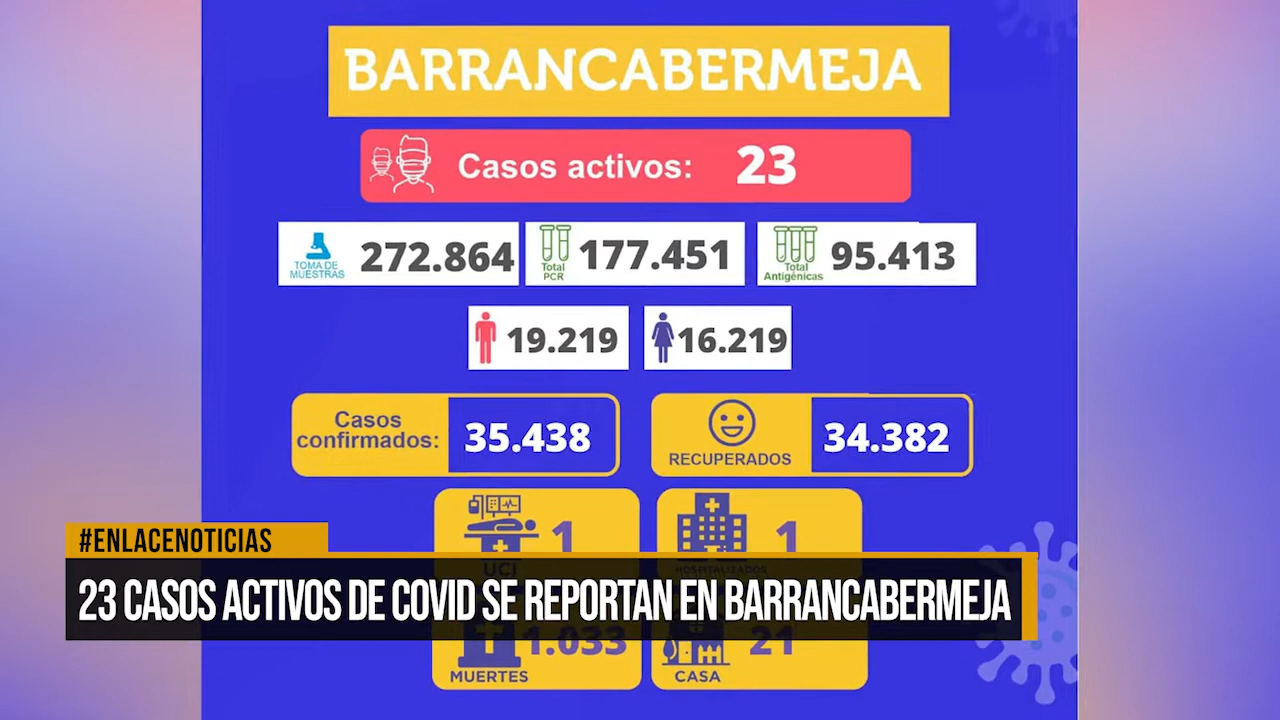 BARRANCABERMEJA
Casos activos: 23
TOMA DE
MUESTRAS
272.864
Total
PCR
177.451
Total
Antigénicas
95.413
19.219
16.219
Casos
confirmados:
35.438
RECUPERADOS
34.382
1
UCI
1
HOSPITALIZADOS
#ENLACENOTICIAS
23 CASOS ACTIVOS DE COVID SE REPORTAN EN BARRANCABERMEJA
1.033
MUERTES
21
CASA